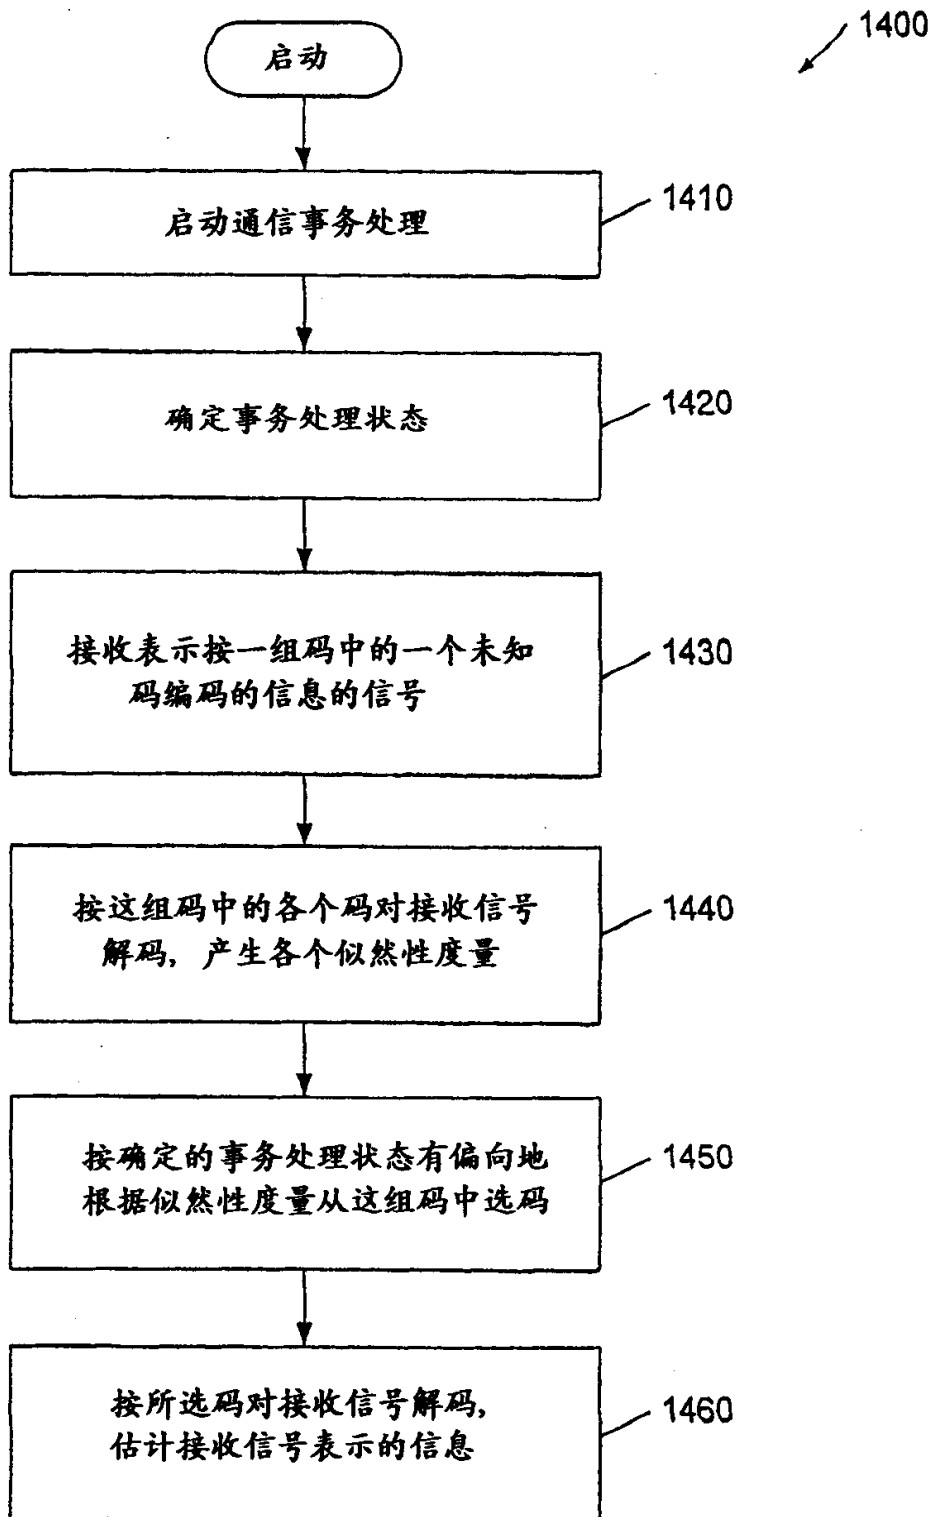 1400
启动
启动通信事务处理
1410
确定事务处理状态
1420
接收表示按一组码中的一个未知
码编码的信息的信号
1430
按这组码中的各个码对接收信号
解码，产生各个似然性度量
1440
按确定的事务处理状态有偏向地
根据似然性度量从这组码中选码
1450
按所选码对接收信号解码，
估计接收信号表示的信息
1460